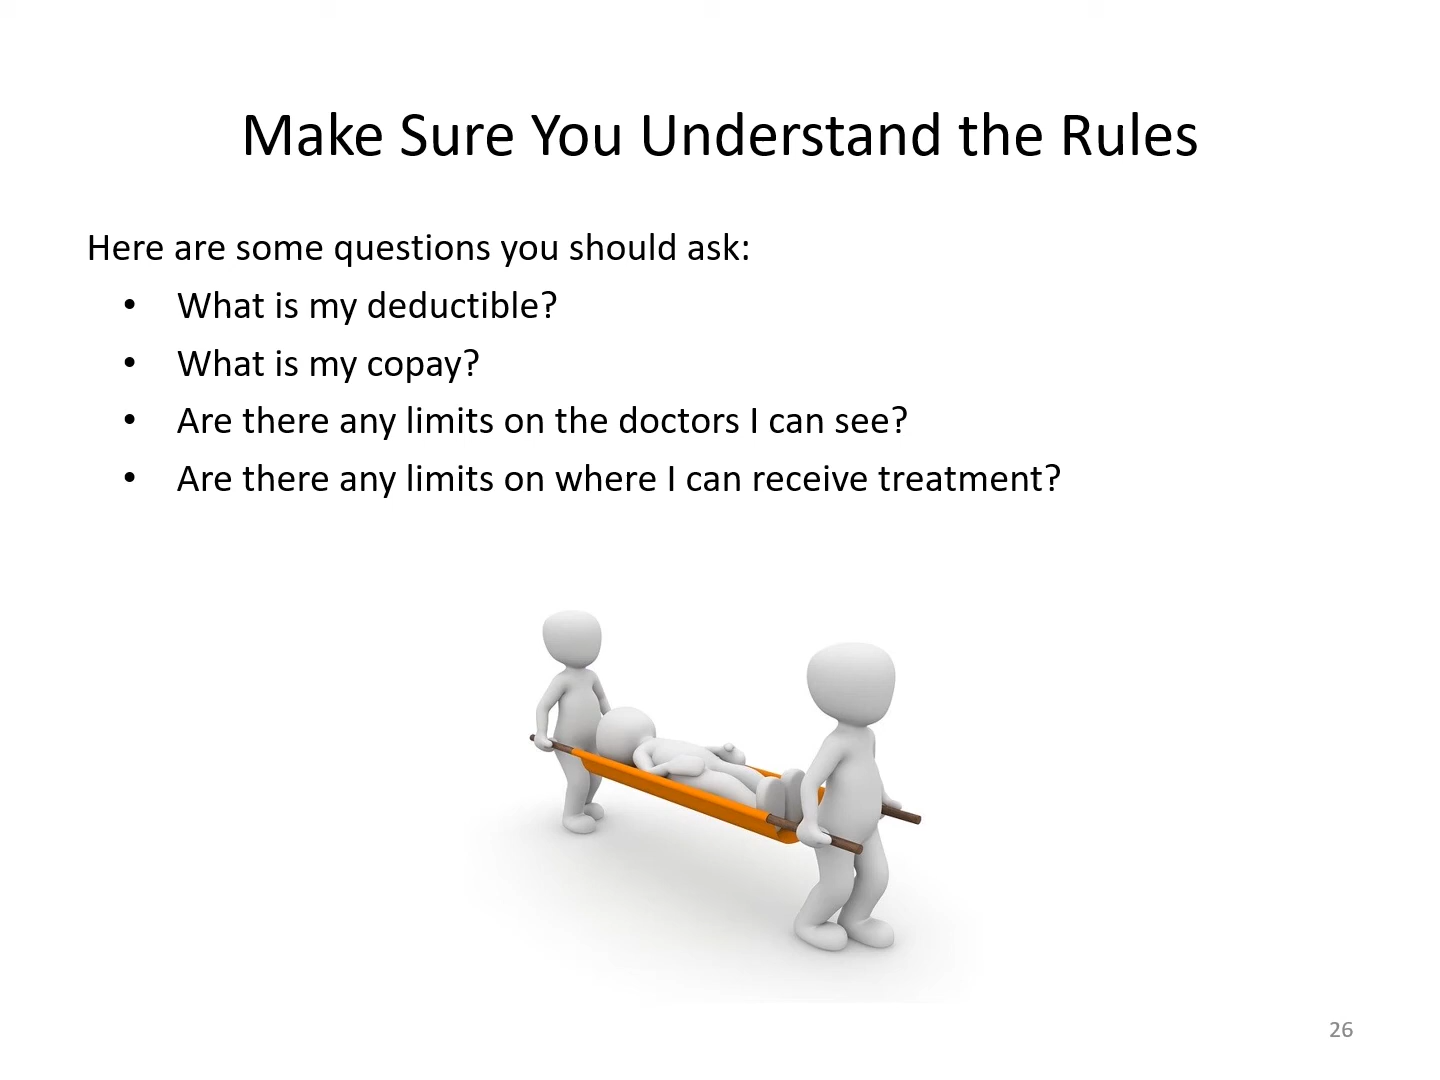 Make Sure You Understand the Rules
Here are some questions you should ask:
• What is my deductible?
• What is my copay?
• Are there any limits on the doctors I can see?
• Are there any limits on where I can receive treatment?
26